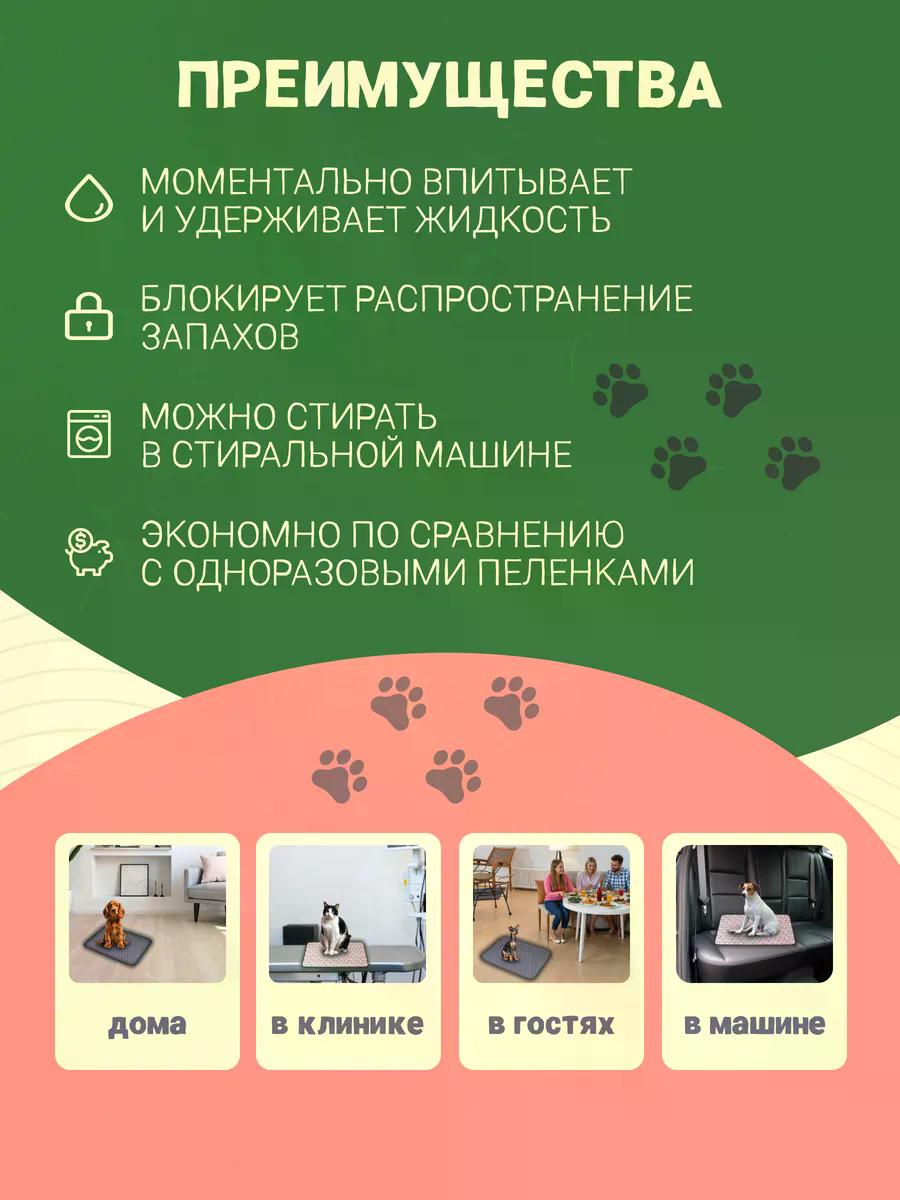 ПРЕИМУЩЕСТВА
МОМЕНТАЛЬНО ВПИТЫВАЕТ
И УДЕРЖИВАЕТ ЖИДКОСТЬ
БЛОКИРУЕТ РАСПРОСТРАНЕНИЕ
ЗАПАХОВ
МОЖНО СТИРАТЬ
В СТИРАЛЬНОЙ МАШИНЕ
ЭКОНОМНО ПО СРАВНЕНИЮ
С ОДНОРАЗОВЫМИ ПЕЛЕНКАМИ
дома
в клинике
в гостях
в машине